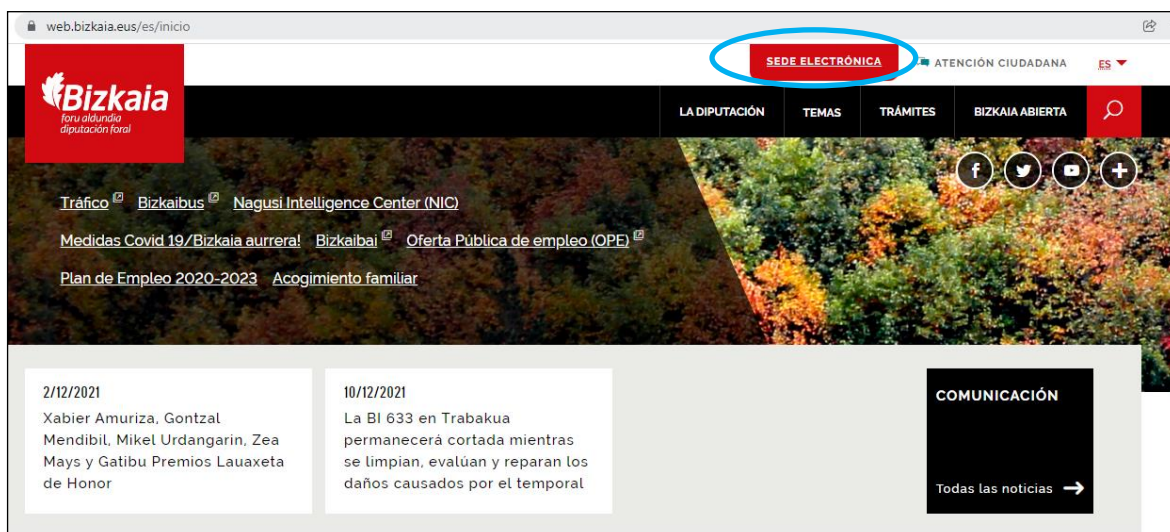 web.bizkaia.eus/es/inicio
SEDE ELECTRÓNICA
ATENCIÓN CIUDADANA
ES
Bizkaia
foru aldundia
diputación foral
LA DIPUTACIÓN
TEMAS
TRÁMITES
BIZKAIA ABIERTA
Tráfico Bizkaibus Nagusi Intelligence Center (NIC)
Medidas Covid 19/Bizkaia aurrera! Bizkaibai Oferta Pública de empleo (OPE)
Plan de Empleo 2020-2023 Acogimiento familiar
2/12/2021
Xabier Amuriza, Gontzal
Mendibil, Mikel Urdangarin, Zea
Mays y Gatibu Premios Lauaxeta
de Honor
10/12/2021
La BI 633 en Trabakua
permanecerá cortada mientras
se limpian, evalúan y reparan los
daños causados por el temporal
COMUNICACIÓN
Todas las noticias